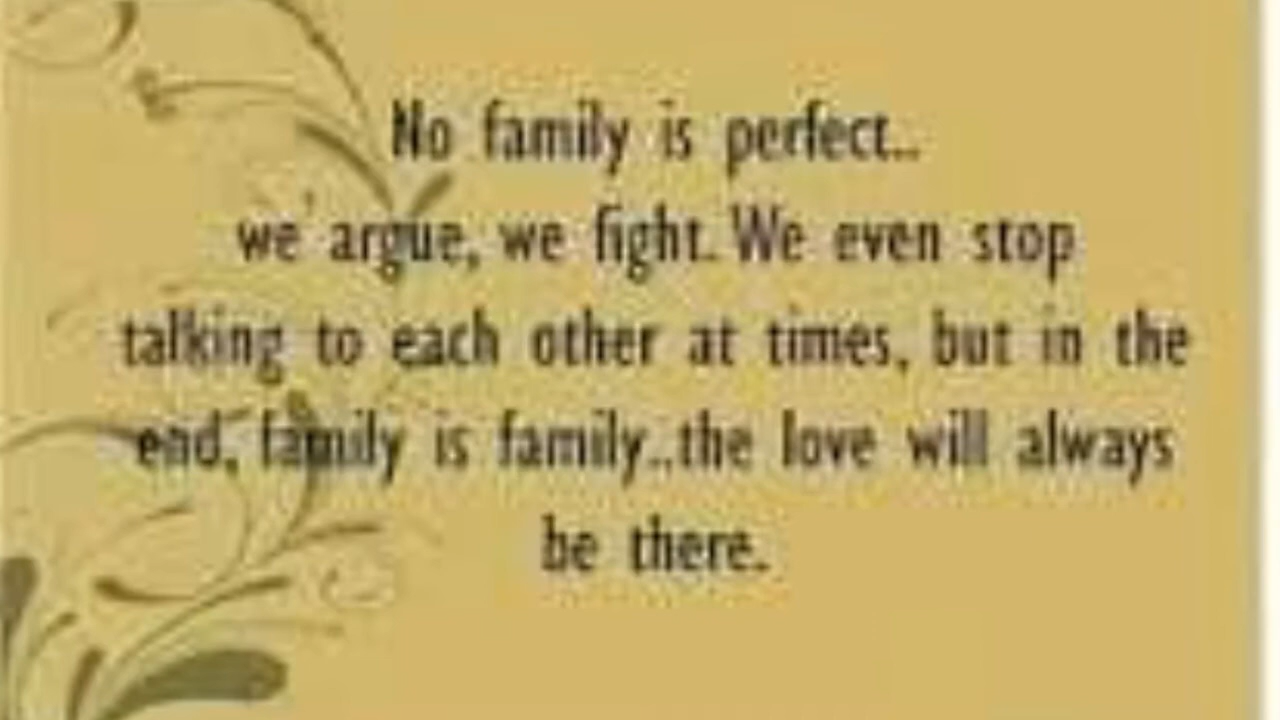 No family is perfect..
we argue, we fight. We even stop
talking to each other at times, but in the
end, family is family..the love will always
be there.